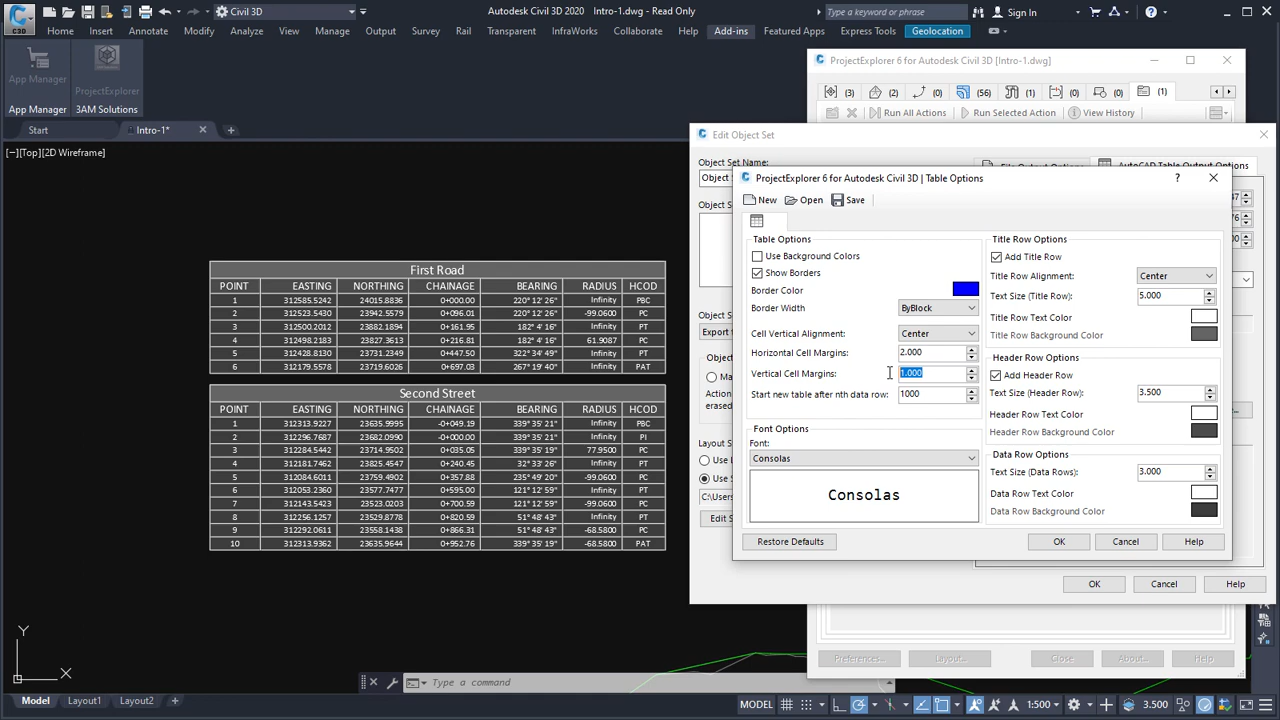 Civil 3D
Autodesk Civil 3D 2020 Intro-1.dwg - Read Only
Type a keyword or phrase
Sign In
C3D
Home Insert Annotate Modify Analyze View Manage Output Survey Rail Transparent InfraWorks Collaborate Help Add-ins Featured Apps Express Tools Geolocation
App Manager
ProjectExplorer
App Manager
3AM Solutions
Start
Intro-1*
[−][Top][2D Wireframe]
First Road
POINT EASTING NORTHING CHAINAGE BEARING RADIUS HCOD
1 312585.5242 24015.8836 0+000.00 220° 12' 26" Infinity PBC
2 312523.5430 23942.5579 0+096.01 220° 12' 26" -99.0600 PC
3 312500.2012 23882.1894 0+161.95 182° 4' 16" Infinity PT
4 312498.2183 23827.3613 0+216.81 182° 4' 16" 61.9087 PC
5 312428.8130 23731.2349 0+447.50 322° 34' 49" Infinity PT
6 312179.5578 23719.6026 0+697.03 267° 19' 40" Infinity PAT
Second Street
POINT EASTING NORTHING CHAINAGE BEARING RADIUS HCOD
1 312313.9227 23635.9995 -0+049.19 339° 35' 21" Infinity PBC
2 312296.7687 23682.0990 -0+000.00 339° 35' 21" Infinity PI
3 312284.5442 23714.9502 0+035.05 339° 35' 19" 77.9500 PC
4 312181.7462 23825.4547 0+240.45 32° 33' 26" Infinity PT
5 312084.6011 23759.4902 0+357.88 235° 49' 20" -99.0600 PC
6 312053.2360 23577.7477 0+595.00 121° 12' 59" Infinity PT
7 312143.5423 23523.0203 0+700.59 121° 12' 59" -68.5800 PC
8 312256.1257 23529.8778 0+820.59 51° 48' 43" Infinity PT
9 312292.0611 23558.1438 0+866.31 51° 48' 43" -68.5800 PC
10 312313.9362 23635.9644 0+952.76 339° 35' 19" -68.5800 PAT
ProjectExplorer 6 for Autodesk Civil 3D [Intro-1.dwg]
(3) (2) (0) (56) (1) (0) (0) (1)
Run All Actions Run Selected Action View History
Edit Object Set
Object Set Name:
AutoCAD Table Output Options
ProjectExplorer 6 for Autodesk Civil 3D | Table Options
New Open Save
Table Options
Use Background Colors
Show Borders
Border Color
Border Width ByBlock
Cell Vertical Alignment: Center
Horizontal Cell Margins: 2.000
Vertical Cell Margins: 1.000
Start new table after nth data row: 1000
Font Options
Font:
Consolas
Consolas
Title Row Options
Add Title Row
Title Row Alignment: Center
Text Size (Title Row): 5.000
Title Row Text Color
Title Row Background Color
Header Row Options
Add Header Row
Text Size (Header Row): 3.500
Header Row Text Color
Header Row Background Color
Data Row Options
Text Size (Data Rows): 3.000
Data Row Text Color
Data Row Background Color
Restore Defaults OK Cancel Help
OK Cancel Help
Preferences... Layout... Close About... Help
Y
X
Type a command
Model Layout1 Layout2
MODEL 1:500 3.500